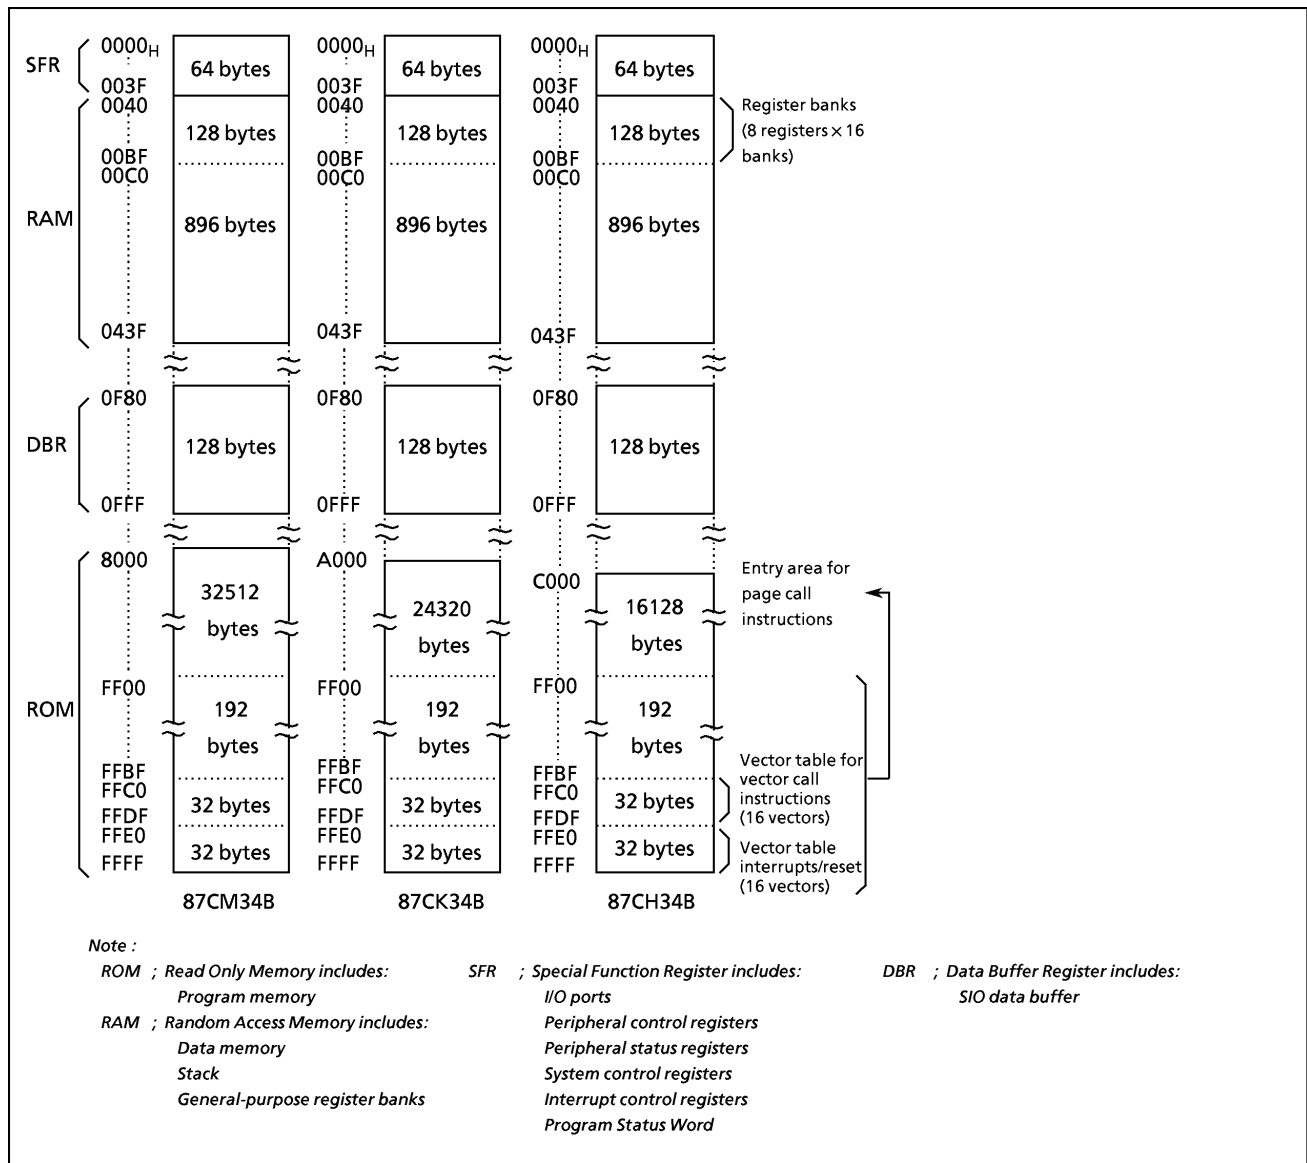 0000H 0000H 0000H
SFR 64 bytes 64 bytes 64 bytes
003F 003F 003F
0040 0040 0040 Register banks
128 bytes 128 bytes 128 bytes (8 registers × 16
00BF 00BF 00BF banks)
00C0 00C0 00C0
RAM 896 bytes 896 bytes 896 bytes
043F 043F 043F
0F80 0F80 0F80
DBR 128 bytes 128 bytes 128 bytes
0FFF 0FFF 0FFF
8000 A000 C000 Entry area for
32512 24320 16128 page call
bytes bytes bytes instructions
FF00 FF00 FF00
ROM 192 192 192
bytes bytes bytes
FFBF FFBF FFBF Vector table for
FFC0 FFC0 FFC0 vector call
32 bytes 32 bytes 32 bytes instructions
FFDF FFDF FFDF (16 vectors)
FFE0 FFE0 FFE0
32 bytes 32 bytes 32 bytes Vector table
FFFF FFFF FFFF interrupts/reset
(16 vectors)
87CM34B 87CK34B 87CH34B
Note :
ROM ; Read Only Memory includes:
Program memory
RAM ; Random Access Memory includes:
Data memory
Stack
General-purpose register banks
SFR ; Special Function Register includes:
I/O ports
Peripheral control registers
Peripheral status registers
System control registers
Interrupt control registers
Program Status Word
DBR ; Data Buffer Register includes:
SIO data buffer